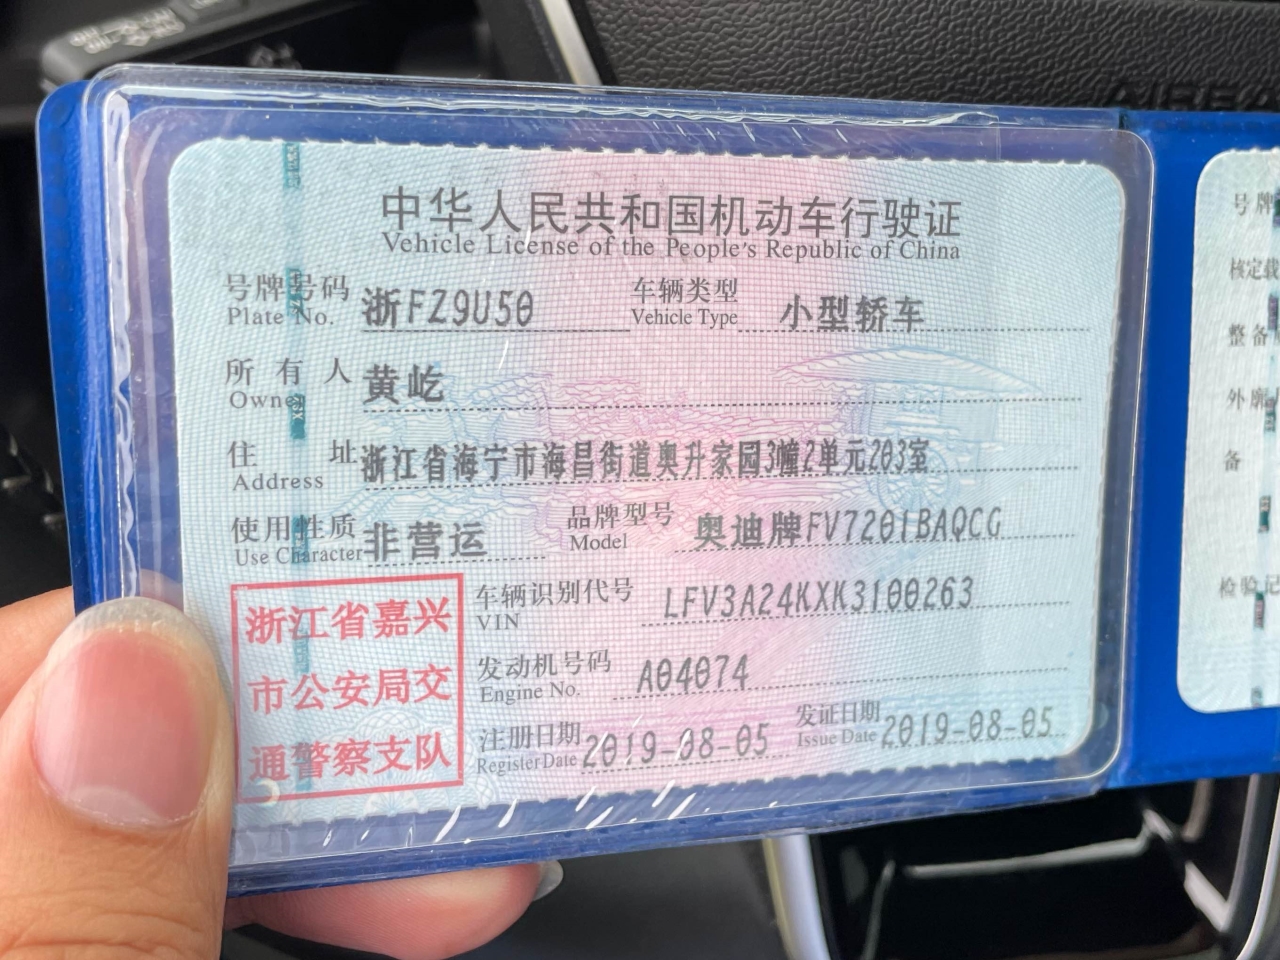 中华人民共和国机动车行驶证
Vehicle License of the People's Republic of China
号牌号码 浙FZ9U50 车辆类型 小型轿车
Plate No. Vehicle Type
所有人 黄屹
Owner
住址 浙江省海宁市海昌街道奥升家园3幢2单元203室
Address
使用性质 非营运 品牌型号 奥迪牌FV7201BAQCG
Use Character Model
浙江省嘉兴
市公安局交
通警察支队
车辆识别代号 LFV3A24KXK3100263
VIN
发动机号码 A04074
Engine No.
注册日期 2019-08-05 发证日期 2019-08-05
Register Date Issue Date
号牌
核定载
整备
外廓
备
检验记
AIRBAG